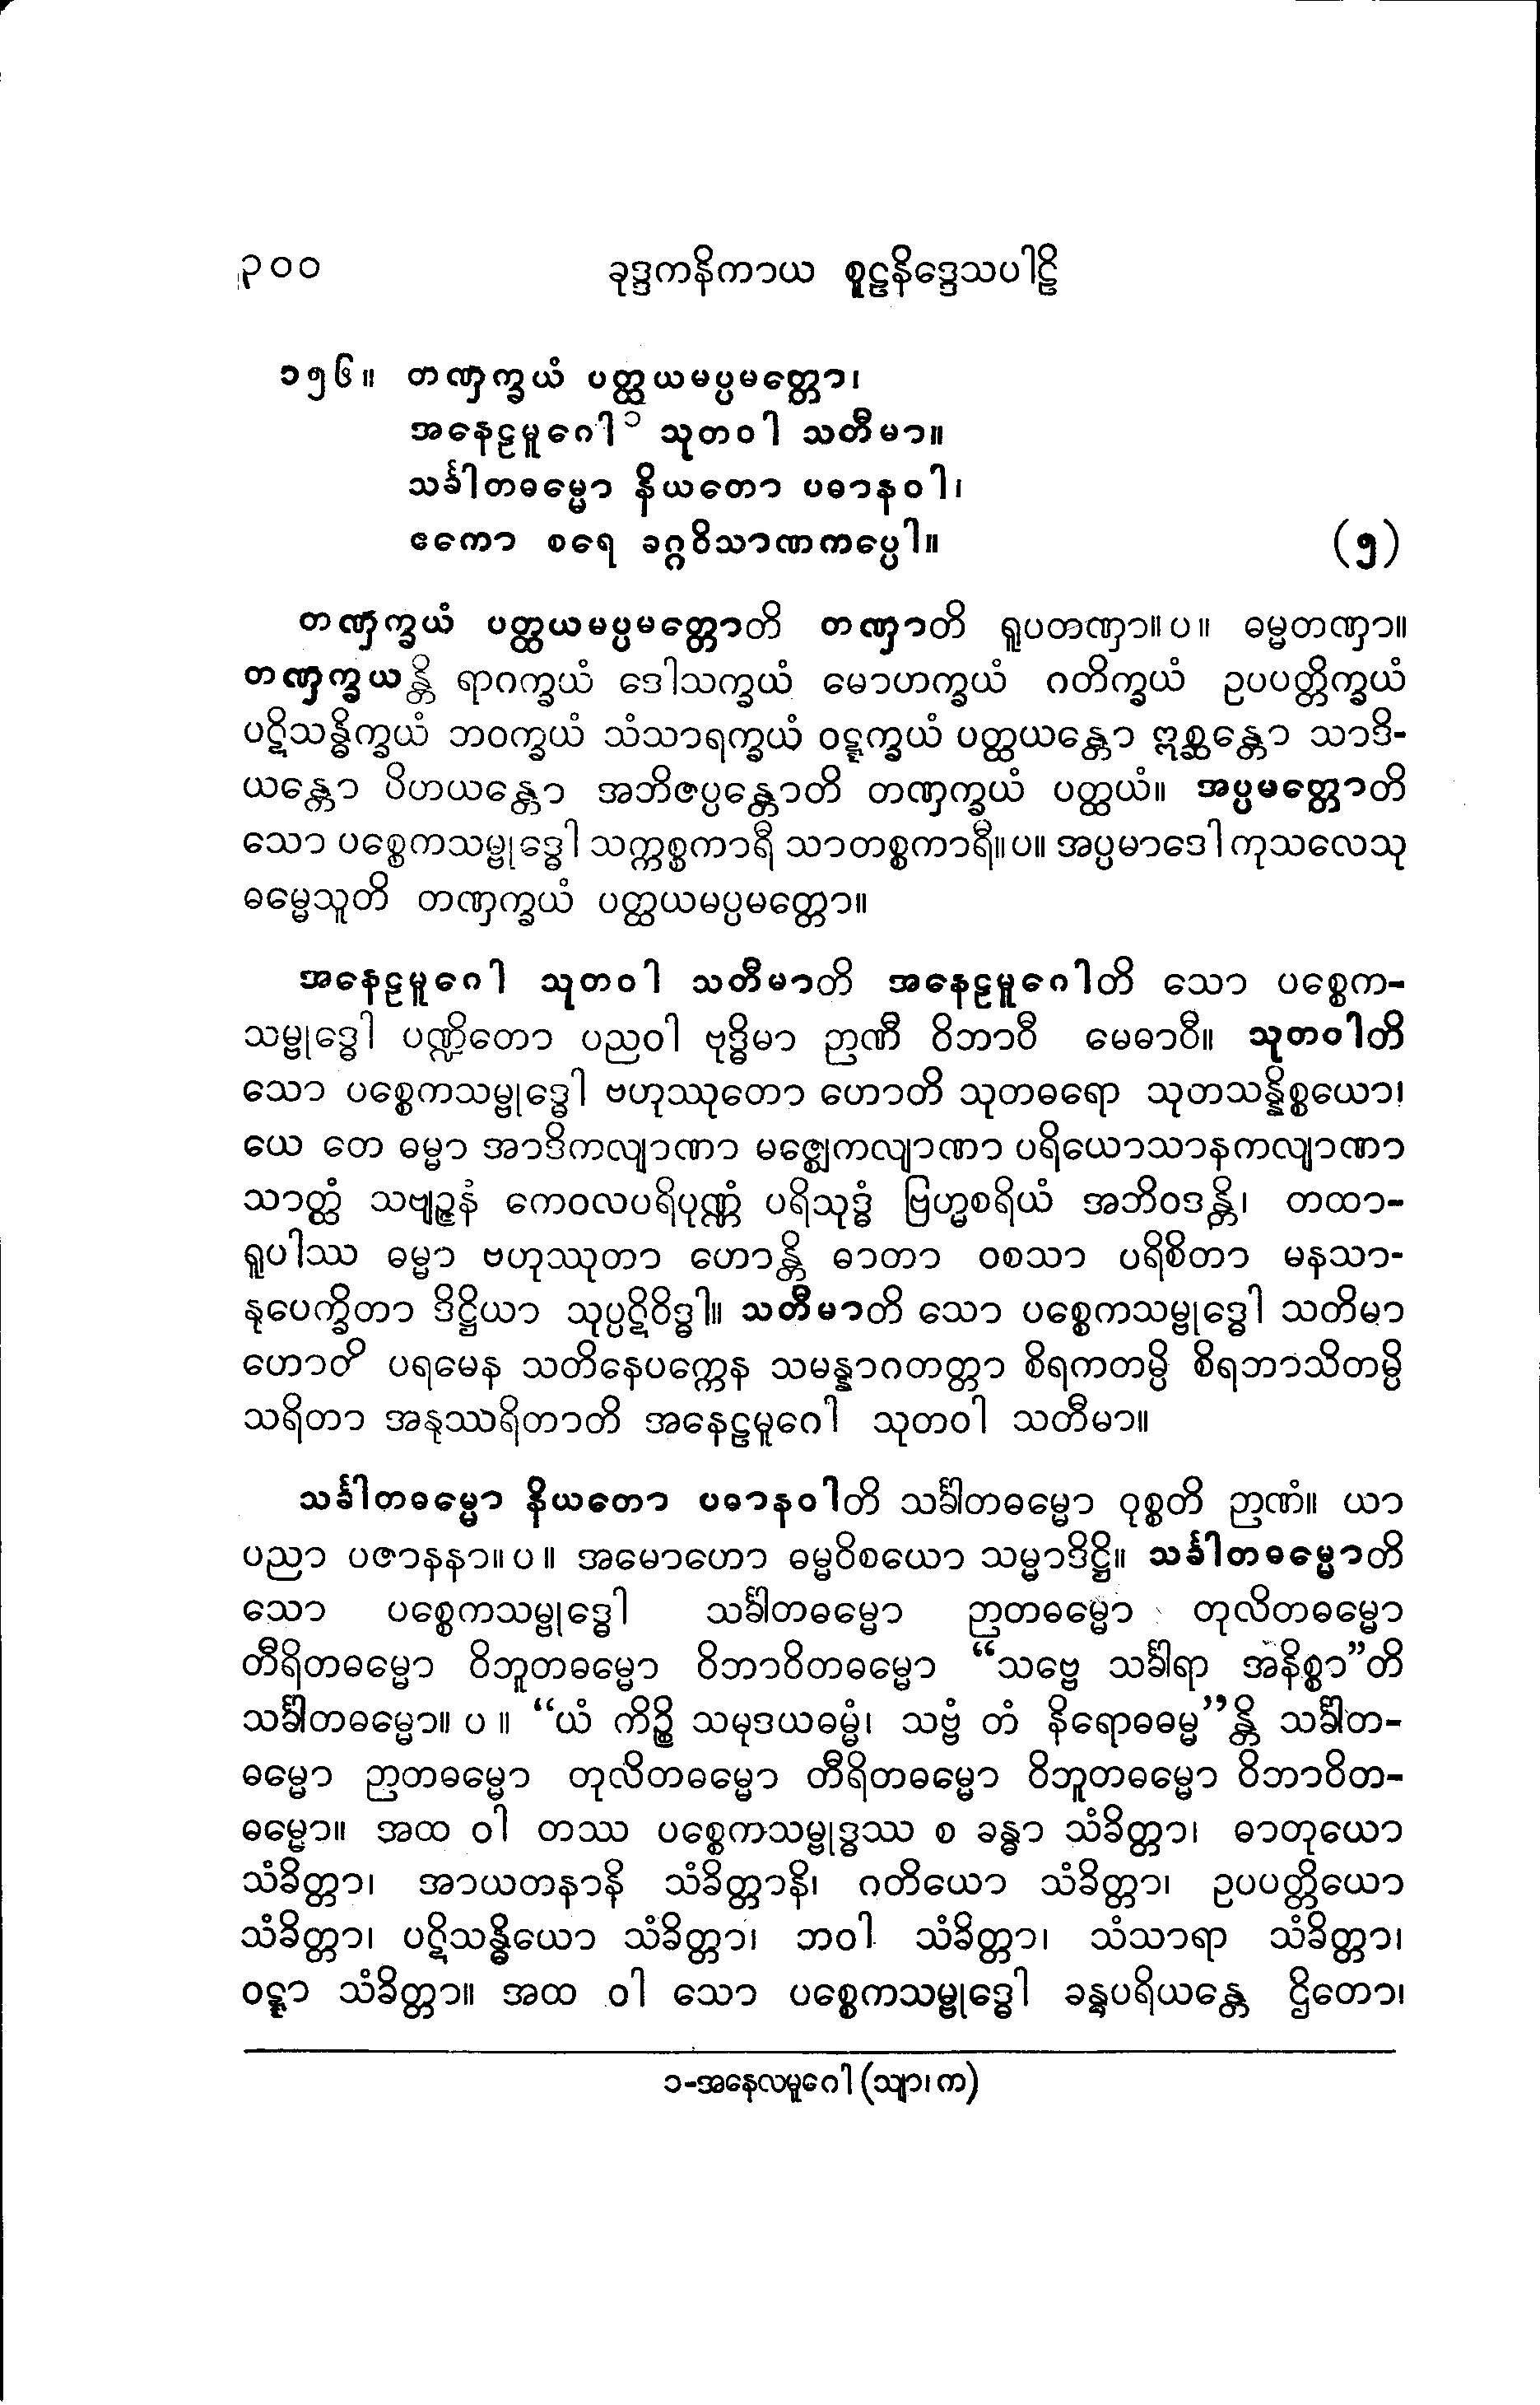 ၃၀၀ ခုဒ္ဒကနိကာယ စူဠနိဒ္ဒေသပါဠိ
၁၅၆။ တဏှက္ခယံ ပတ္ထယမပ္ပမတ္တော၊
အနေဠမူဂေါ၁ သုတဝါ သတီမာ။
သင်္ခါတဓမ္မော နိယတော ပဓာနဝါ၊
ဧကော စရေ ခဂ္ဂဝိသာဏကပ္ပေါ။ (၅)
တဏှက္ခယံ ပတ္ထယမပ္ပမတ္တောတိ တဏှာတိ ရူပတဏှာ။ပ။ ဓမ္မတဏှာ။
တဏှက္ခယန္တိ ရာဂက္ခယံ ဒေါသက္ခယံ မောဟက္ခယံ ဂတိက္ခယံ ဥပပတ္တိက္ခယံ
ပဋိသန္ဓိက္ခယံ ဘဝက္ခယံ သံသာရက္ခယံ ဝဋ္ဋက္ခယံ ပတ္ထယန္တော ဣစ္ဆန္တော သာဒိ-
ယန္တော ပိဟယန္တော အဘိဇပ္ပန္တောတိ တဏှက္ခယံ ပတ္ထယံ။ အပ္ပမတ္တောတိ
သော ပစ္စေကသမ္ဗုဒ္ဓေါ သက္ကစ္စကာရီ သာတစ္စကာရီ။ပ။ အပ္ပမာဒေါ ကုသလေသု
ဓမ္မေသူတိ တဏှက္ခယံ ပတ္ထယမပ္ပမတ္တော။
အနေဠမူဂေါ သုတဝါ သတီမာတိ အနေဠမူဂေါတိ သော ပစ္စေက-
သမ္ဗုဒ္ဓေါ ပဏ္ဍိတော ပညဝါ ဗုဒ္ဓိမာ ဉာဏီ ဝိဘာဝီ မေဓာဝီ။ သုတဝါတိ
သော ပစ္စေကသမ္ဗုဒ္ဓေါ ဗဟုဿုတော ဟောတိ သုတဓရော သုတသန္နိစ္စယော၊
ယေ တေ ဓမ္မာ အာဒိကလျာဏာ မဇ္ဈေကလျာဏာ ပရိယောသာနကလျာဏာ
သာတ္ထံ သဗျဉ္ဇနံ ကေဝလပရိပုဏ္ဏံ ပရိသုဒ္ဓံ ဗြဟ္မစရိယံ အဘိဝဒန္တိ၊ တထာ-
ရူပါဿ ဓမ္မာ ဗဟုဿုတာ ဟောန္တိ ဓာတာ ဝစသာ ပရိစိတာ မနသာ-
နုပေက္ခိတာ ဒိဋ္ဌိယာ သုပ္ပဋိဝိဒ္ဓါ။ သတီမာတိ သော ပစ္စေကသမ္ဗုဒ္ဓေါ သတိမာ
ဟောတိ ပရမေန သတိနေပက္ကေန သမန္နာဂတတ္တာ စိရကတမ္ပိ စိရဘာသိတမ္ပိ
သရိတာ အနုဿရိတာတိ အနေဠမူဂေါ သုတဝါ သတီမာ။
သင်္ခါတဓမ္မော နိယတော ပဓာနဝါတိ သင်္ခါတဓမ္မော ဝုစ္စတိ ဉာဏံ။ ယာ
ပညာ ပဇာနနာ။ပ။ အမောဟော ဓမ္မဝိစယော သမ္မာဒိဋ္ဌိ။ သင်္ခါတဓမ္မောတိ
သော ပစ္စေကသမ္ဗုဒ္ဓေါ သင်္ခါတဓမ္မော ဉာတဓမ္မော တုလိတဓမ္မော
တီရိတဓမ္မော ဝိဘူတဓမ္မော ဝိဘာဝိတဓမ္မော “သဗ္ဗေ သင်္ခါရာ အနိစ္စာ”တိ
သင်္ခါတဓမ္မော။ ပ ။ “ယံ ကိဉ္စိ သမုဒယဓမ္မံ၊ သဗ္ဗံ တံ နိရောဓဓမ္မ”န္တိ သင်္ခါတ-
ဓမ္မော ဉာတဓမ္မော တုလိတဓမ္မော တီရိတဓမ္မော ဝိဘူတဓမ္မော ဝိဘာဝိတ-
ဓမ္မော။ အထ ဝါ တဿ ပစ္စေကသမ္ဗုဒ္ဓဿ စ ခန္ဓာ သံခိတ္တာ၊ ဓာတုယော
သံခိတ္တာ၊ အာယတနာနိ သံခိတ္တာနိ၊ ဂတိယော သံခိတ္တာ၊ ဥပပတ္တိယော
သံခိတ္တာ၊ ပဋိသန္ဓိယော သံခိတ္တာ၊ ဘဝါ သံခိတ္တာ၊ သံသာရာ သံခိတ္တာ၊
ဝဋ္ဋာ သံခိတ္တာ။ အထ ဝါ သော ပစ္စေကသမ္ဗုဒ္ဓေါ ခန္ဓပရိယန္တေ ဌိတော၊
၁-အနေလမူဂေါ (သျာ၊က)